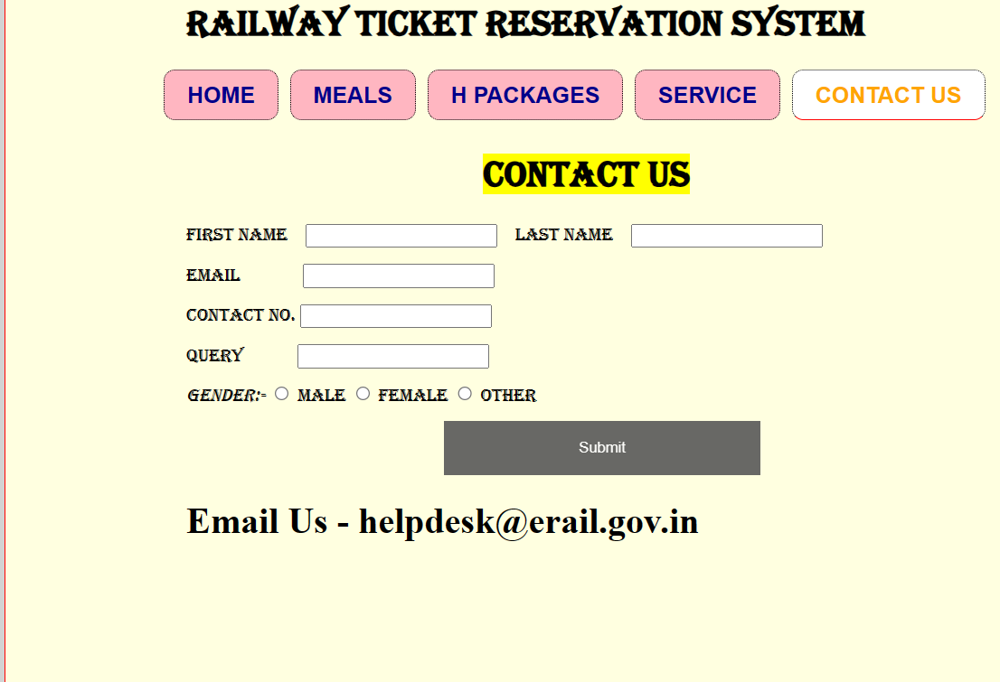 RAILWAY TICKET RESERVATION SYSTEM
HOME MEALS H PACKAGES SERVICE CONTACT US
CONTACT US
FIRST NAME LAST NAME
EMAIL
CONTACT NO.
QUERY
GENDER:= MALE FEMALE OTHER
Submit
Email Us - helpdesk@erail.gov.in